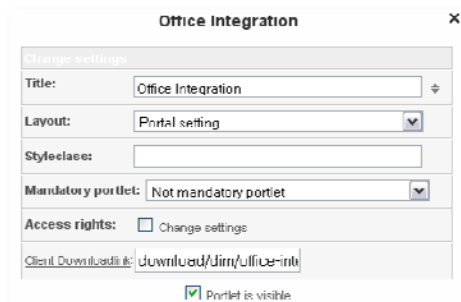 Office Integration
Change settings
Title: Office Integration
Layout: Portal setting
Styleclass:
Mandatory portlet: Not mandatory portlet
Access rights: Change settings
Client Downloadlink: download/dim/office-inte
Portlet is visible